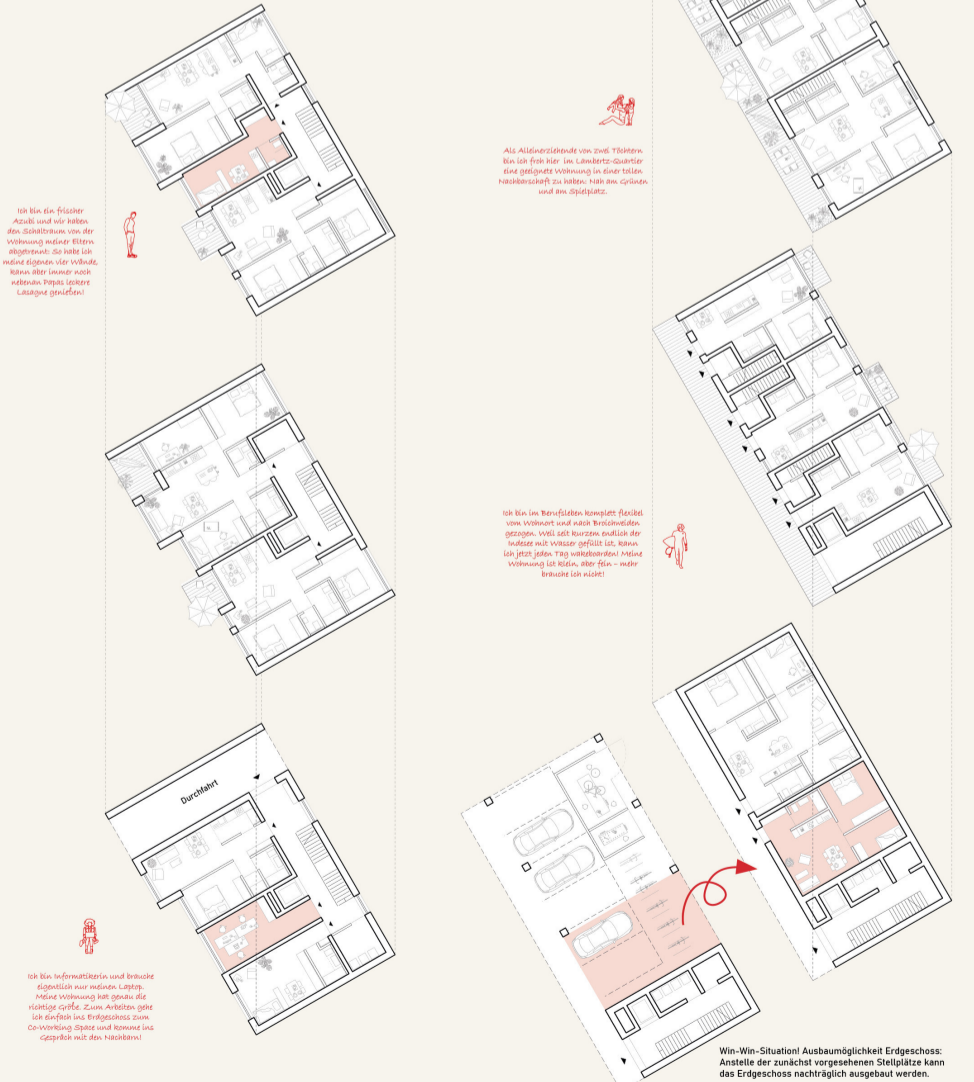 Als Alleinerziehende von zwei Töchtern
bin ich froh hier im Lambertz-Quartier
eine geeignete Wohnung in einer tollen
Nachbarschaft zu haben: Nah am Grünen
und am Spielplatz.
Ich bin ein frischer
Azubi und wir haben
den Schaltraum von der
Wohnung meiner Eltern
abgetrennt: So habe ich
meine eigenen vier Wände,
kann aber immer noch
nebenan Papas leckere
Lasagne genießen!
Ich bin im Berufsleben komplett flexibel
vom Wohnort und nach Broichweiden
gezogen. Weil seit kurzem endlich der
Indesee mit Wasser gefüllt ist, kann
ich jetzt jeden Tag wakeboarden! Meine
Wohnung ist klein, aber fein – mehr
brauche ich nicht!
Durchfahrt
Ich bin Informatikerin und brauche
eigentlich nur meinen Laptop.
Meine Wohnung hat genau die
richtige Größe. Zum Arbeiten gehe
ich einfach ins Erdgeschoss zum
Co-Working Space und komme ins
Gespräch mit den Nachbarn!
Win-Win-Situation! Ausbaumöglichkeit Erdgeschoss:
Anstelle der zunächst vorgesehenen Stellplätze kann
das Erdgeschoss nachträglich ausgebaut werden.